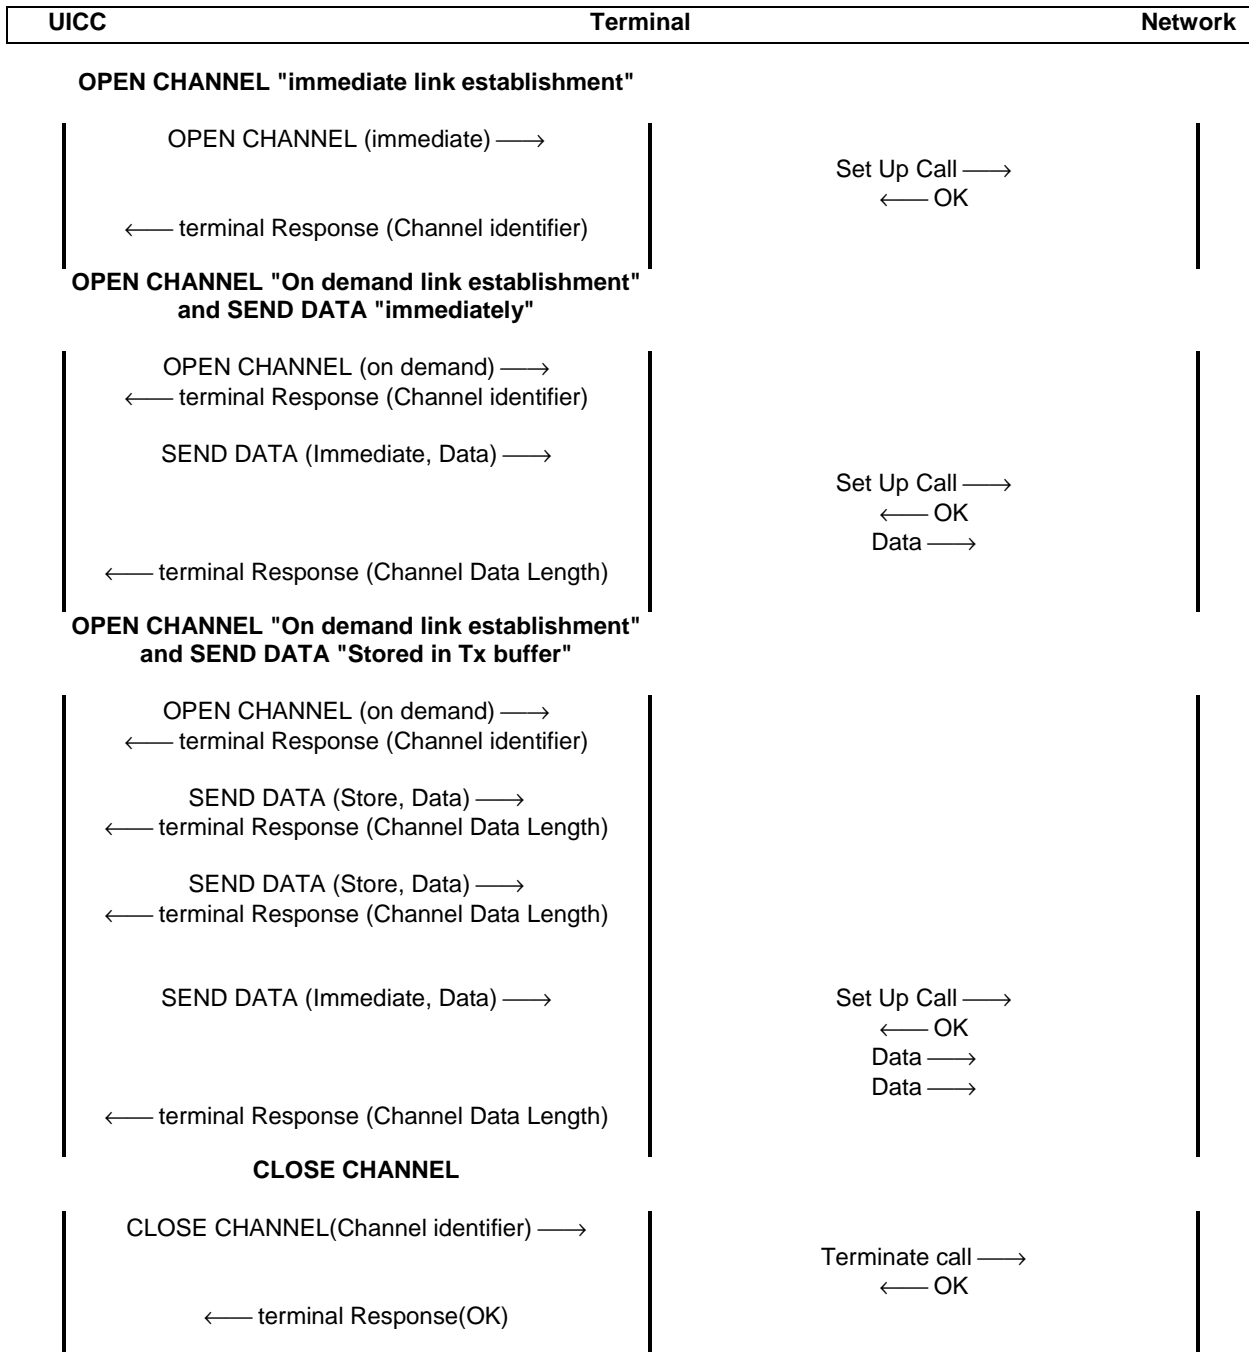 UICC Terminal Network
OPEN CHANNEL "immediate link establishment"
OPEN CHANNEL (immediate) ⟶
Set Up Call ⟶
⟵ OK
⟵ terminal Response (Channel identifier)
OPEN CHANNEL "On demand link establishment"
and SEND DATA "immediately"
OPEN CHANNEL (on demand) ⟶
⟵ terminal Response (Channel identifier)
SEND DATA (Immediate, Data) ⟶
Set Up Call ⟶
⟵ OK
Data ⟶
⟵ terminal Response (Channel Data Length)
OPEN CHANNEL "On demand link establishment"
and SEND DATA "Stored in Tx buffer"
OPEN CHANNEL (on demand) ⟶
⟵ terminal Response (Channel identifier)
SEND DATA (Store, Data) ⟶
⟵ terminal Response (Channel Data Length)
SEND DATA (Store, Data) ⟶
⟵ terminal Response (Channel Data Length)
SEND DATA (Immediate, Data) ⟶ Set Up Call ⟶
⟵ OK
Data ⟶
Data ⟶
⟵ terminal Response (Channel Data Length)
CLOSE CHANNEL
CLOSE CHANNEL(Channel identifier) ⟶
Terminate call ⟶
⟵ OK
⟵ terminal Response(OK)